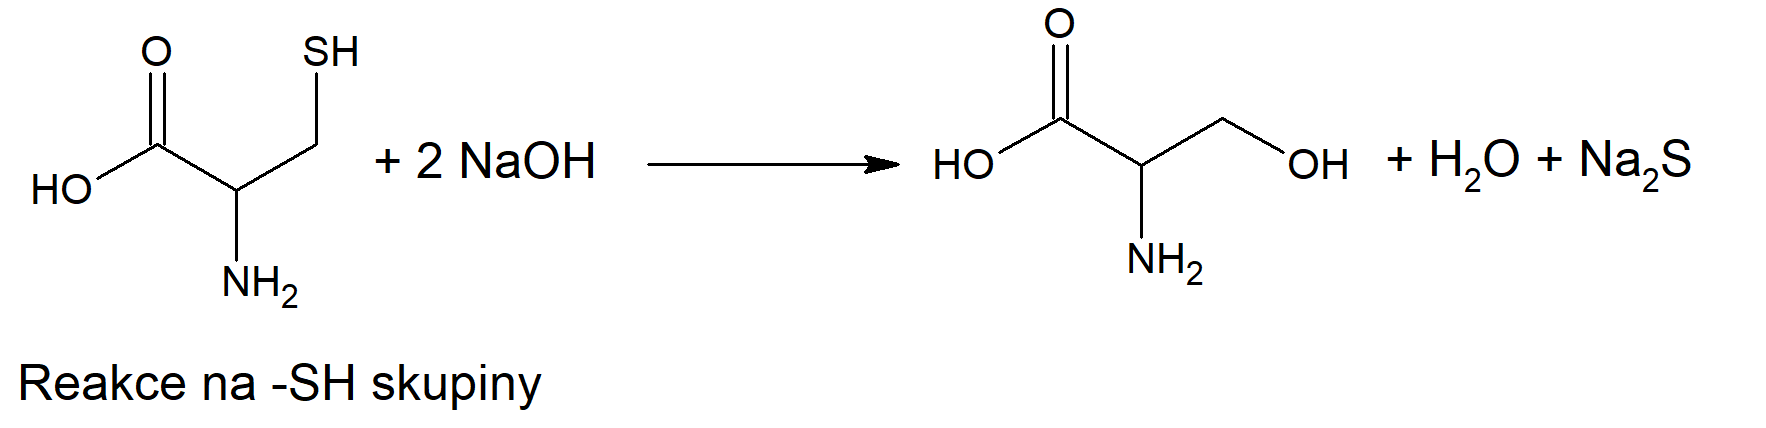 O SH O
HO + 2 NaOH HO OH + H₂O + Na₂S
NH₂ NH₂
Reakce na -SH skupiny